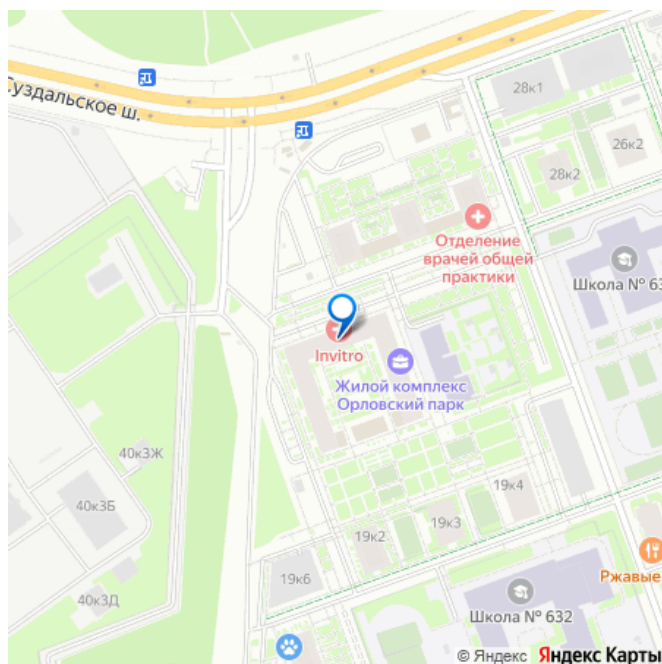 Суздальское ш.
28к1
26к2
28к2
Отделение
врачей общей
практики
Школа № 63
Invitro
Жилой комплекс
Орловский парк
40к3Ж
40к3Б
40к3Д
19к4
19к3
19к2
19к6
Ржавые
Школа № 632
© Яндекс Яндекс Карты